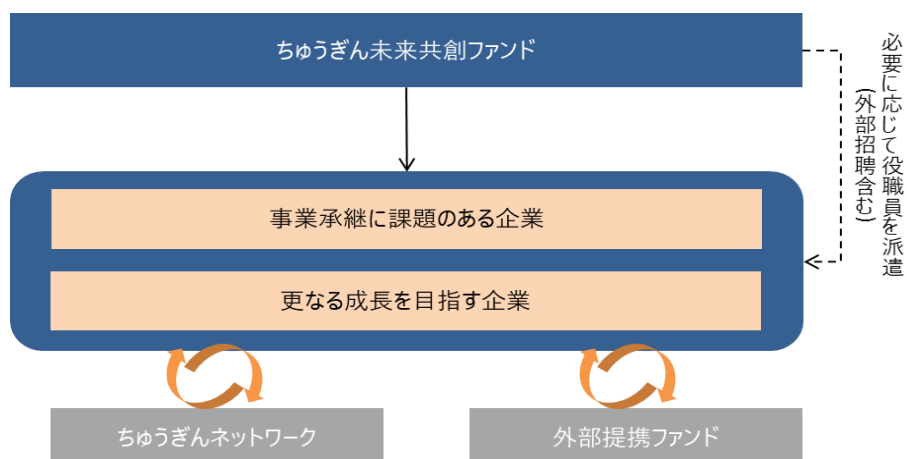 ちゅうぎん未来共創ファンド
必要に応じて役職員を派遣
(外部招聘含む)
事業承継に課題のある企業
更なる成長を目指す企業
ちゅうぎんネットワーク
外部提携ファンド